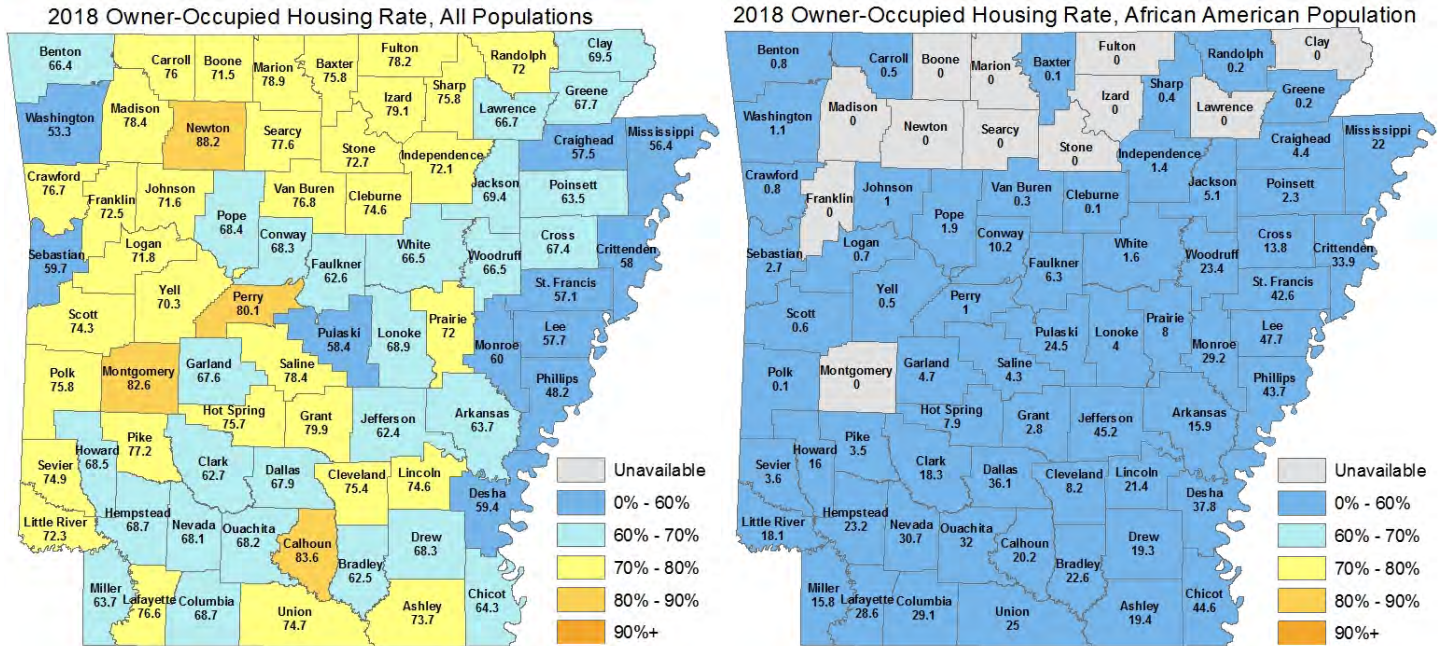 2018 Owner-Occupied Housing Rate, All Populations
Benton
66.4
Carroll
76
Boone
71.5
Marion
78.9
Baxter
75.8
Fulton
78.2
Randolph
72
Clay
69.5
Washington
53.3
Madison
78.4
Newton
88.2
Searcy
77.6
Izard
79.1
Sharp
75.8
Lawrence
66.7
Greene
67.7
Stone
72.7
Independence
72.1
Craighead
57.5
Mississippi
56.4
Crawford
76.7
Franklin
72.5
Johnson
71.6
Pope
68.4
Van Buren
76.8
Cleburne
74.6
Jackson
69.4
Poinsett
63.5
Sebastian
59.7
Logan
71.8
Conway
68.3
Faulkner
62.6
White
66.5
Woodruff
66.5
Cross
67.4
Crittenden
58
Scott
74.3
Yell
70.3
Perry
80.1
Pulaski
58.4
Lonoke
68.9
Prairie
72
Monroe
60
St. Francis
57.1
Lee
57.7
Phillips
48.2
Polk
75.8
Montgomery
82.6
Garland
67.6
Saline
78.4
Hot Spring
75.7
Grant
79.9
Jefferson
62.4
Arkansas
63.7
Sevier
74.9
Howard
68.5
Pike
77.2
Clark
62.7
Dallas
67.9
Cleveland
75.4
Lincoln
74.6
Desha
59.4
Little River
72.3
Hempstead
68.7
Nevada
68.1
Ouachita
68.2
Calhoun
83.6
Bradley
62.5
Drew
68.3
Miller
63.7
Lafayette
76.6
Columbia
68.7
Union
74.7
Ashley
73.7
Chicot
64.3
Unavailable
0% - 60%
60% - 70%
70% - 80%
80% - 90%
90%+
2018 Owner-Occupied Housing Rate, African American Population
Benton
0.8
Carroll
0.5
Boone
0
Marion
0
Baxter
0.1
Fulton
0
Randolph
0.2
Clay
0
Washington
1.1
Madison
0
Newton
0
Searcy
0
Izard
0
Sharp
0.4
Lawrence
0
Greene
0.2
Stone
0
Independence
1.4
Craighead
4.4
Mississippi
22
Crawford
0.8
Franklin
0
Johnson
1
Pope
1.9
Van Buren
0.3
Cleburne
0.1
Jackson
5.1
Poinsett
2.3
Sebastian
2.7
Logan
0.7
Conway
10.2
Faulkner
6.3
White
1.6
Woodruff
23.4
Cross
13.8
Crittenden
33.9
Scott
0.6
Yell
0.5
Perry
1
Pulaski
24.5
Lonoke
4
Prairie
8
Monroe
29.2
St. Francis
42.6
Lee
47.7
Phillips
43.7
Polk
0.1
Montgomery
0
Garland
4.7
Saline
4.3
Hot Spring
7.9
Grant
2.8
Jefferson
45.2
Arkansas
15.9
Sevier
3.6
Howard
16
Pike
3.5
Clark
18.3
Dallas
36.1
Cleveland
8.2
Lincoln
21.4
Desha
37.8
Little River
18.1
Hempstead
23.2
Nevada
30.7
Ouachita
32
Calhoun
20.2
Bradley
22.6
Drew
19.3
Miller
15.8
Lafayette
28.6
Columbia
29.1
Union
25
Ashley
19.4
Chicot
44.6
Unavailable
0% - 60%
60% - 70%
70% - 80%
80% - 90%
90%+